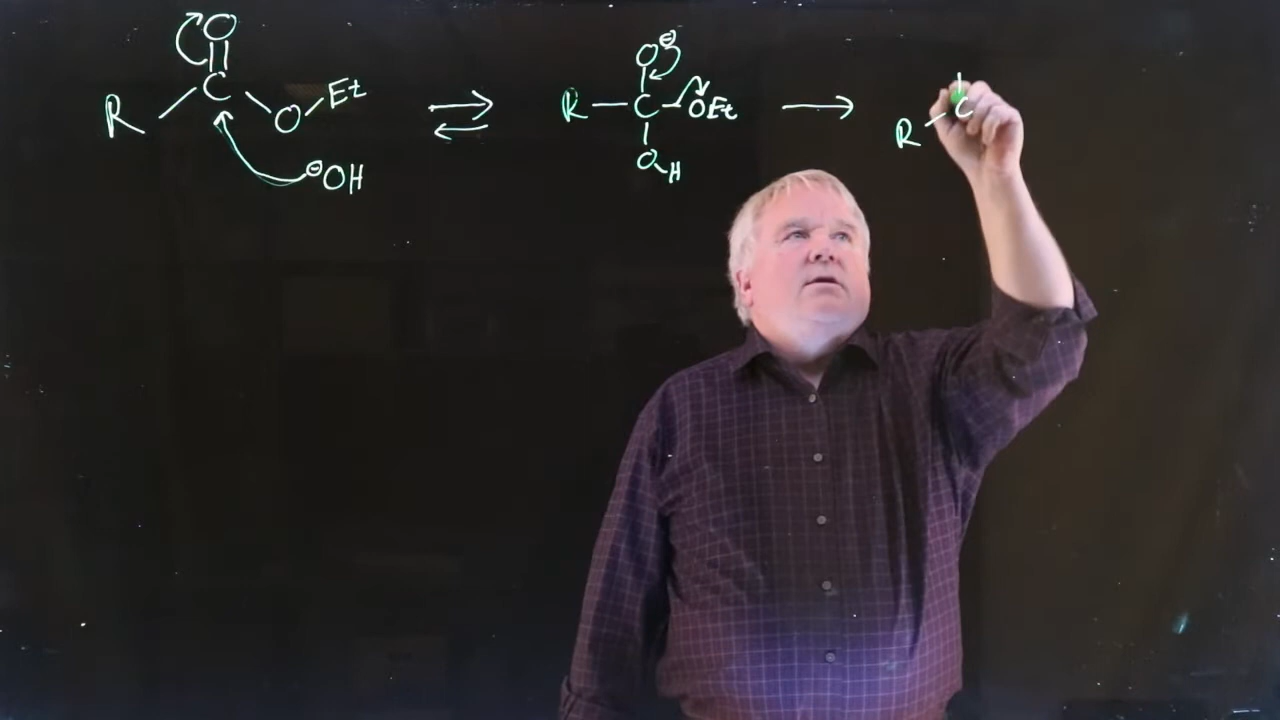 O O⊖
R C O Et ⇌ R C OEt → R C
⊖OH O H